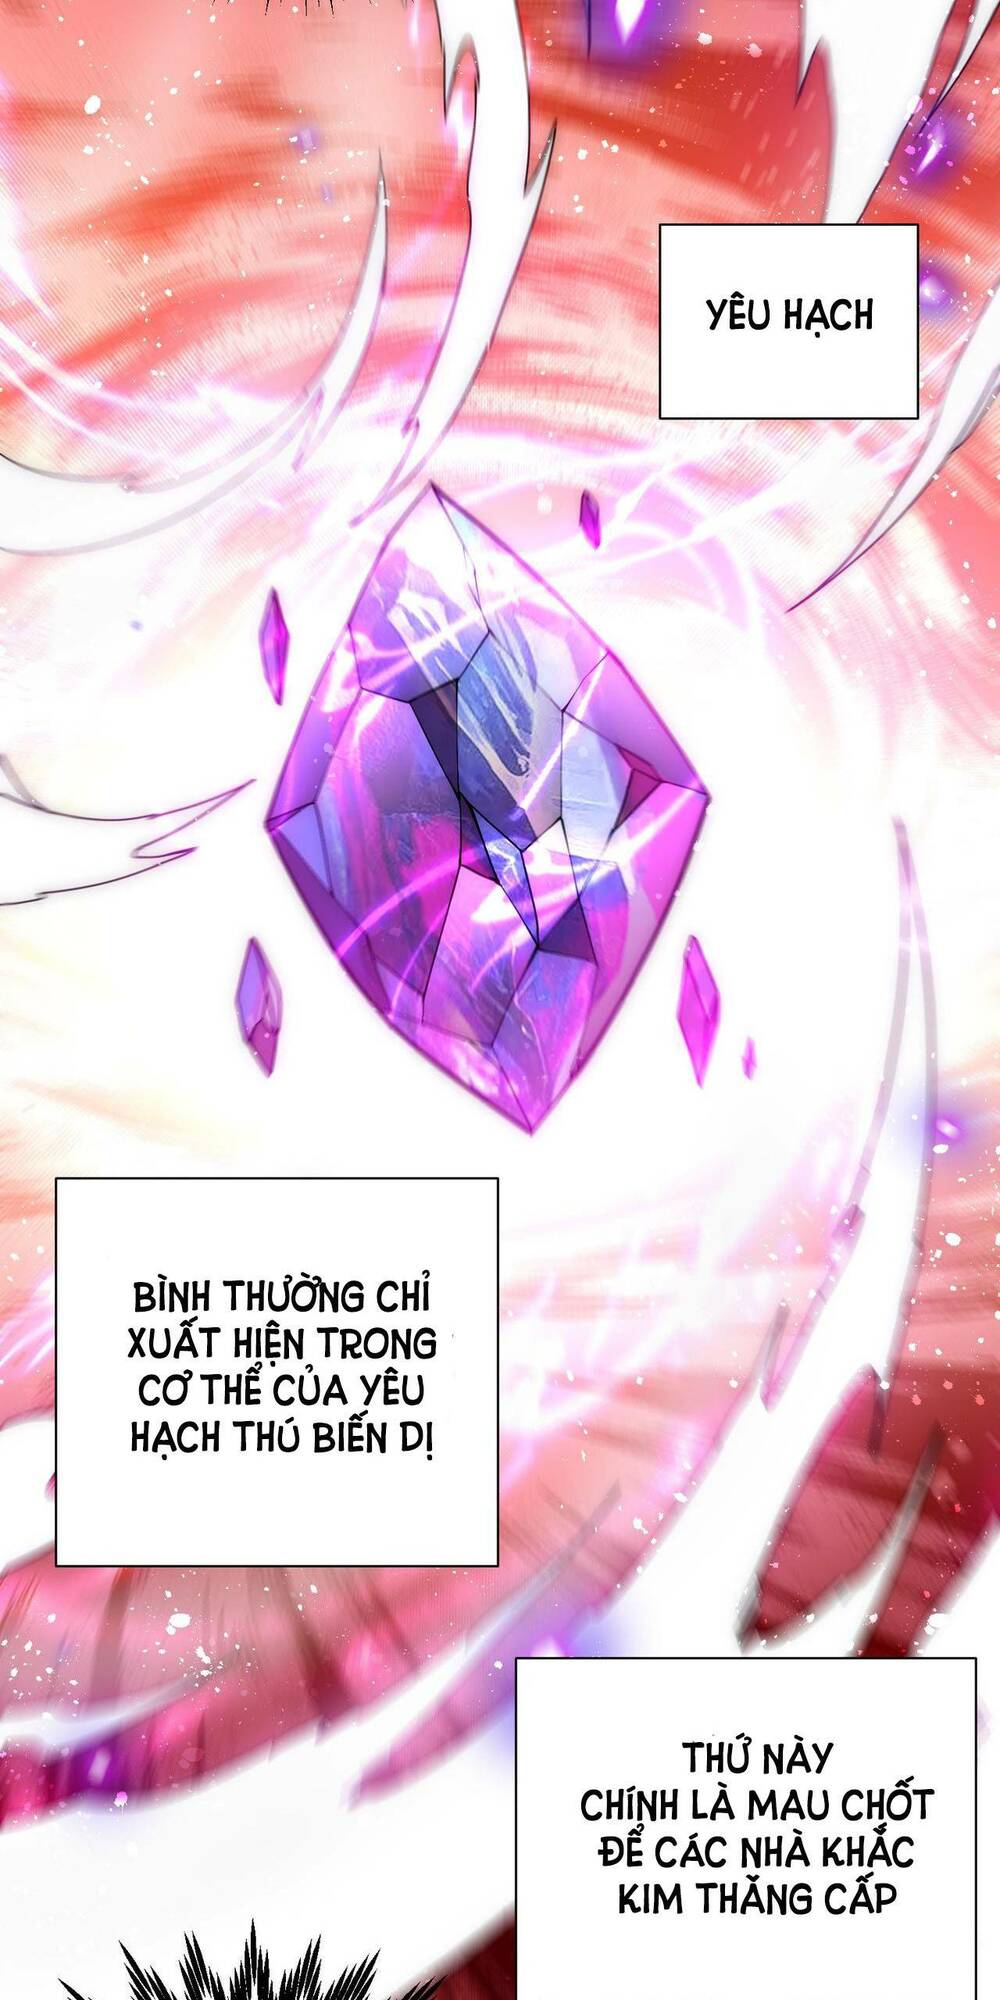 YÊU HẠCH
BÌNH THƯỜNG CHỈ
XUẤT HIỆN TRONG
CƠ THỂ CỦA YÊU
HẠCH THÚ BIẾN DỊ
THỨ NÀY
CHÍNH LÀ MAU CHỐT
ĐỂ CÁC NHÀ KHẮC
KIM THĂNG CẤP